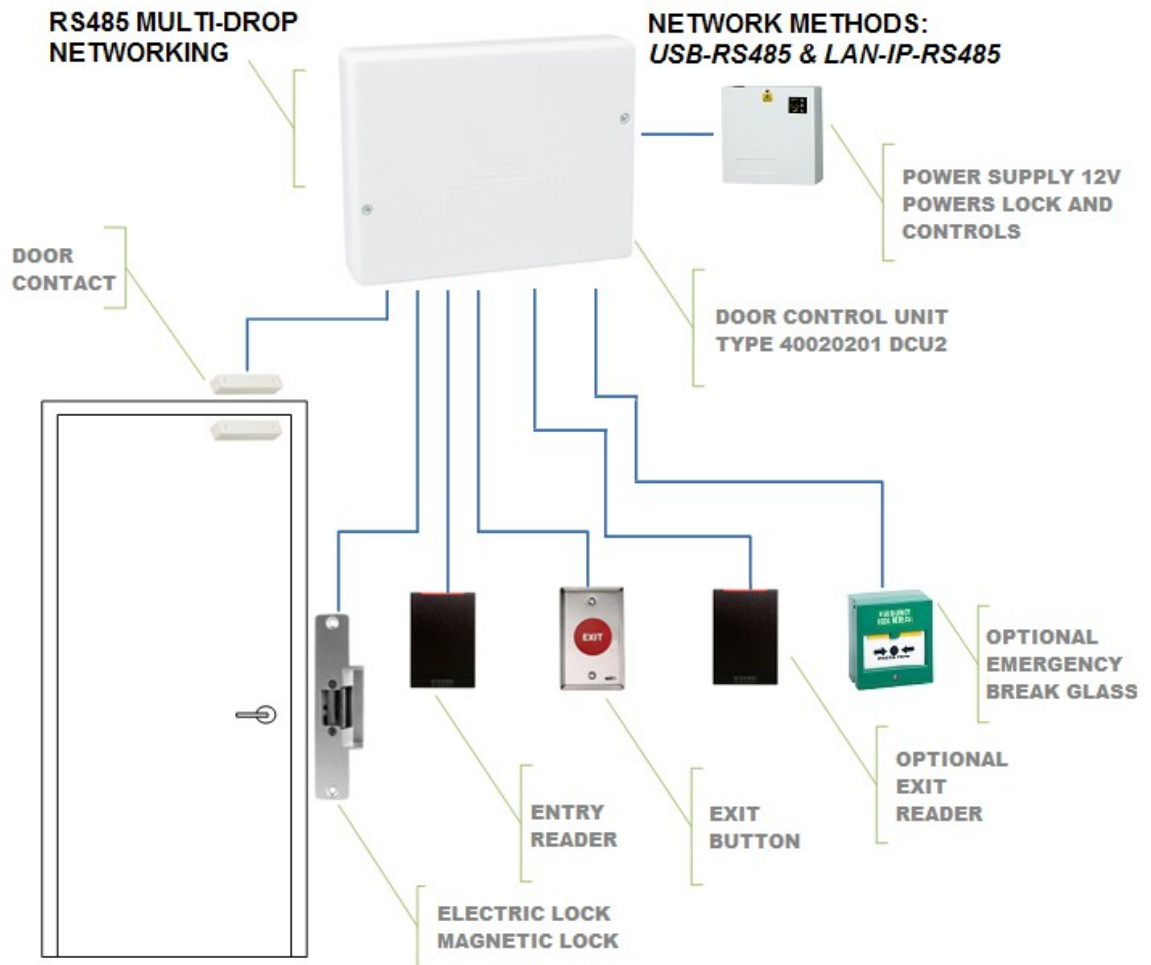 RS485 MULTI-DROP
NETWORKING
NETWORK METHODS:
USB-RS485 & LAN-IP-RS485
POWER SUPPLY 12V
POWERS LOCK AND
CONTROLS
DOOR
CONTACT
DOOR CONTROL UNIT
TYPE 40020201 DCU2
EXIT
OPTIONAL
EMERGENCY
BREAK GLASS
OPTIONAL
EXIT
READER
ENTRY
READER
EXIT
BUTTON
ELECTRIC LOCK
MAGNETIC LOCK